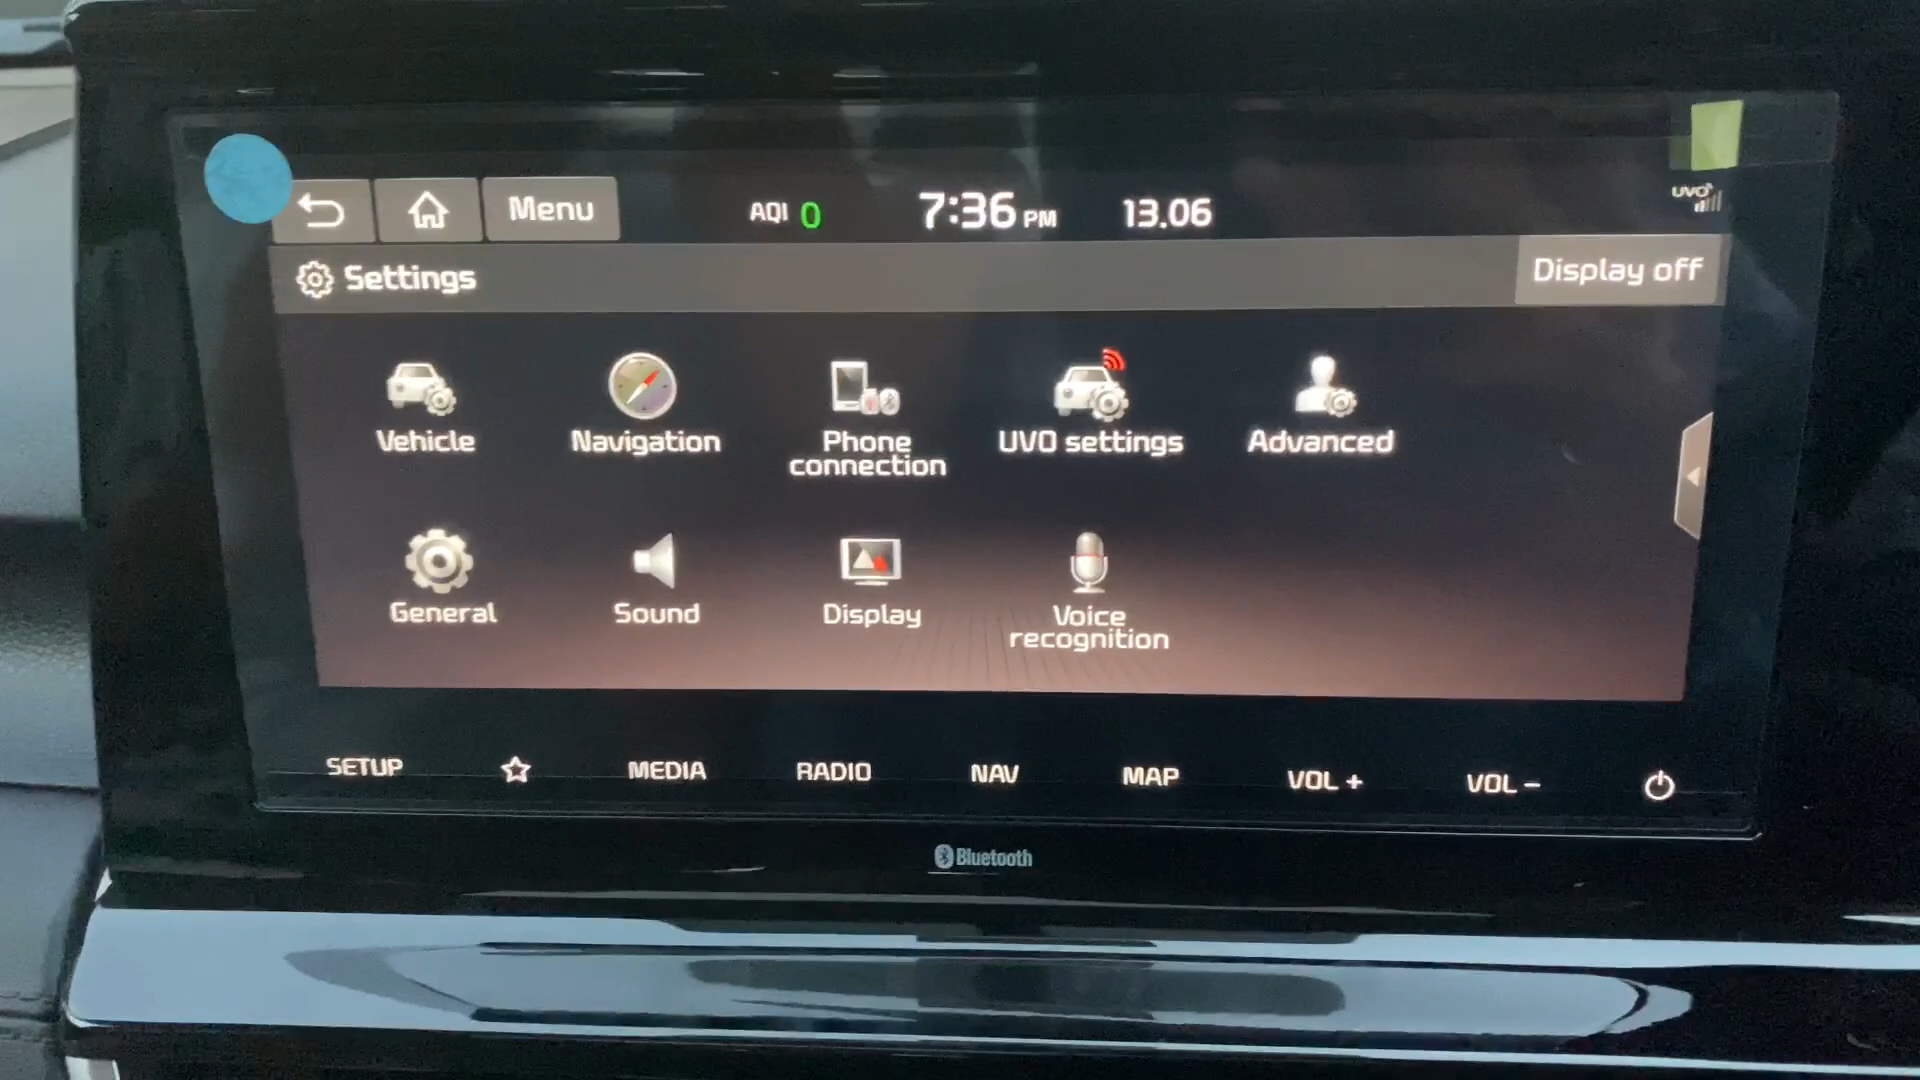 Menu
AQI 0
7:36 PM
13.06
UVO
Settings
Display off
Vehicle
Navigation
Phone
connection
UVO settings
Advanced
General
Sound
Display
Voice
recognition
SETUP
MEDIA
RADIO
NAV
MAP
VOL +
VOL -
Bluetooth